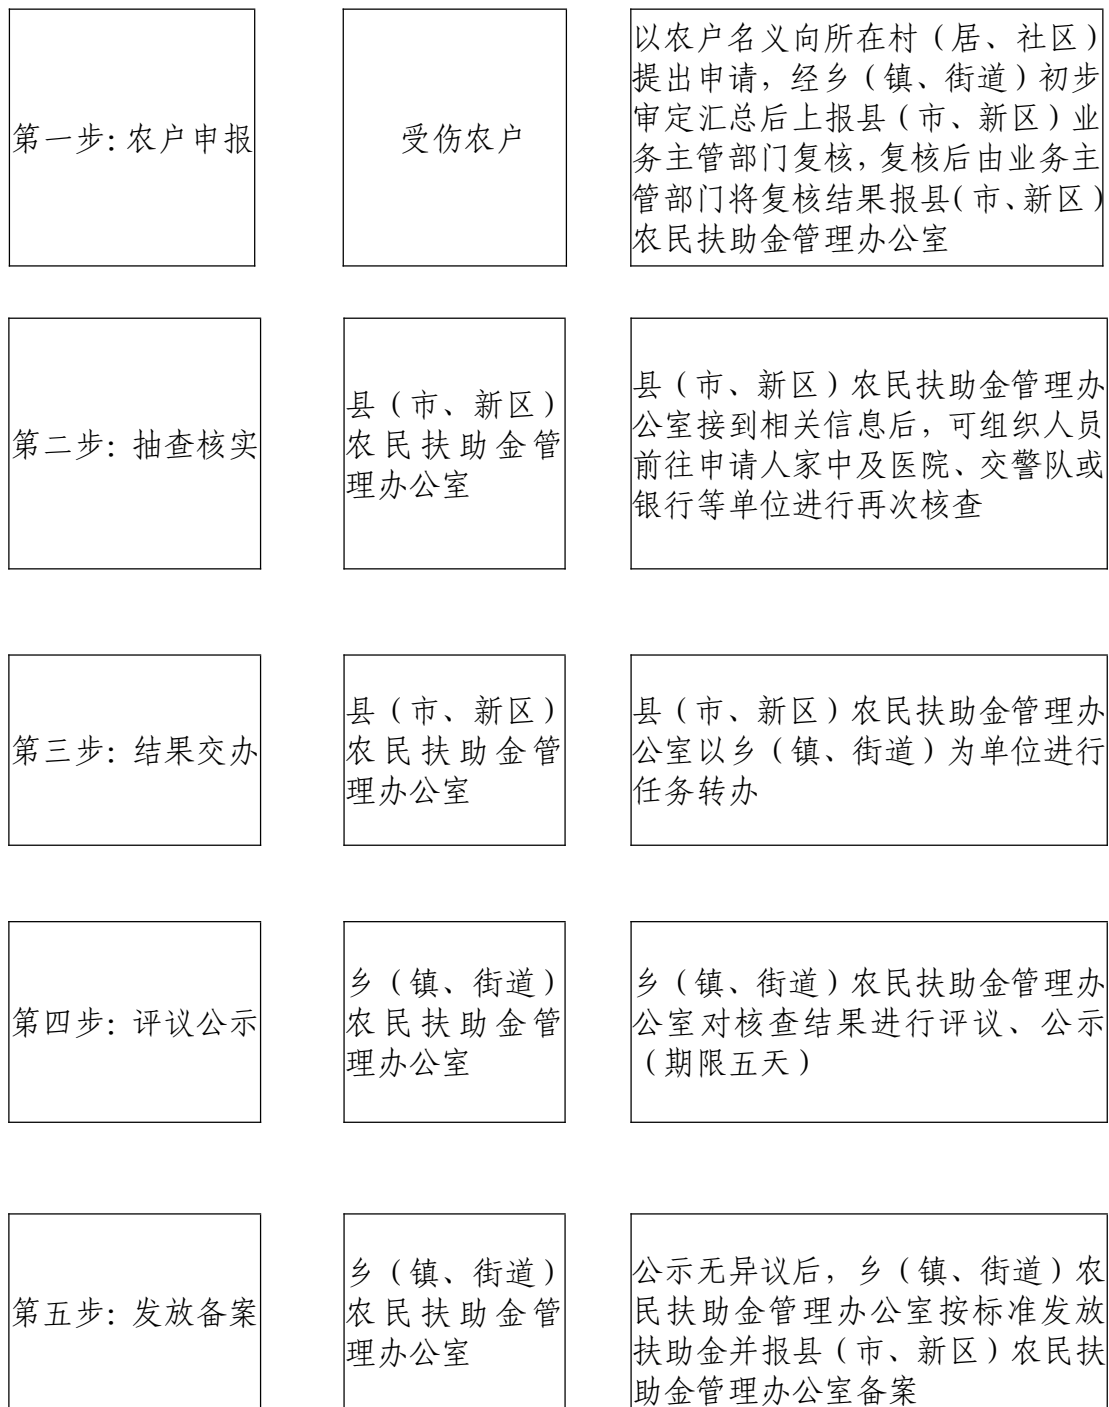 第一步：农户申报
受伤农户
以农户名义向所在村（居、社区）
提出申请，经乡（镇、街道）初步
审定汇总后上报县（市、新区）业
务主管部门复核，复核后由业务主
管部门将复核结果报县（市、新区）
农民扶助金管理办公室
第二步：抽查核实
县（市、新区）
农民扶助金管
理办公室
县（市、新区）农民扶助金管理办
公室接到相关信息后，可组织人员
前往申请人家中及医院、交警队或
银行等单位进行再次核查
第三步：结果交办
县（市、新区）
农民扶助金管
理办公室
县（市、新区）农民扶助金管理办
公室以乡（镇、街道）为单位进行
任务转办
第四步：评议公示
乡（镇、街道）
农民扶助金管
理办公室
乡（镇、街道）农民扶助金管理办
公室对核查结果进行评议、公示
（期限五天）
第五步：发放备案
乡（镇、街道）
农民扶助金管
理办公室
公示无异议后，乡（镇、街道）农
民扶助金管理办公室按标准发放
扶助金并报县（市、新区）农民扶
助金管理办公室备案